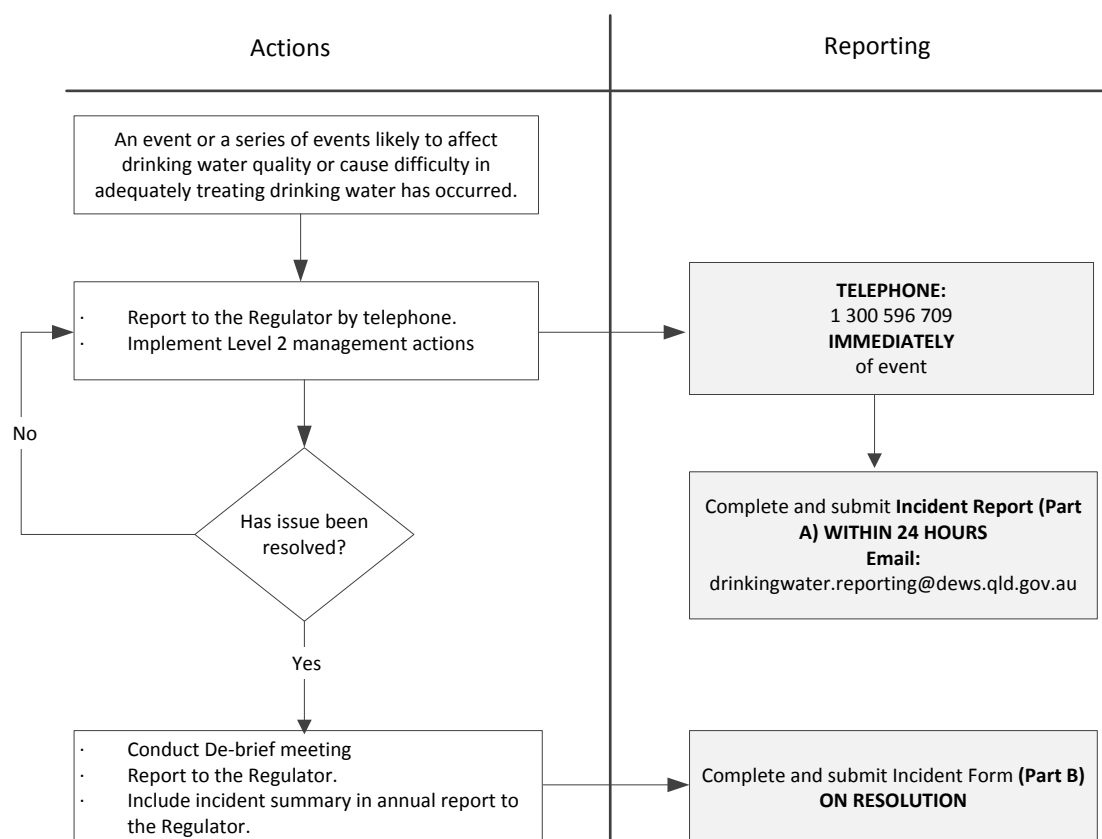 Actions
Reporting
An event or a series of events likely to affect
drinking water quality or cause difficulty in
adequately treating drinking water has occurred.
· Report to the Regulator by telephone.
· Implement Level 2 management actions
TELEPHONE:
1 300 596 709
IMMEDIATELY
of event
No
Has issue been
resolved?
Complete and submit Incident Report (Part
A) WITHIN 24 HOURS
Email:
drinkingwater.reporting@dews.qld.gov.au
Yes
· Conduct De-brief meeting
· Report to the Regulator.
· Include incident summary in annual report to
the Regulator.
Complete and submit Incident Form (Part B)
ON RESOLUTION